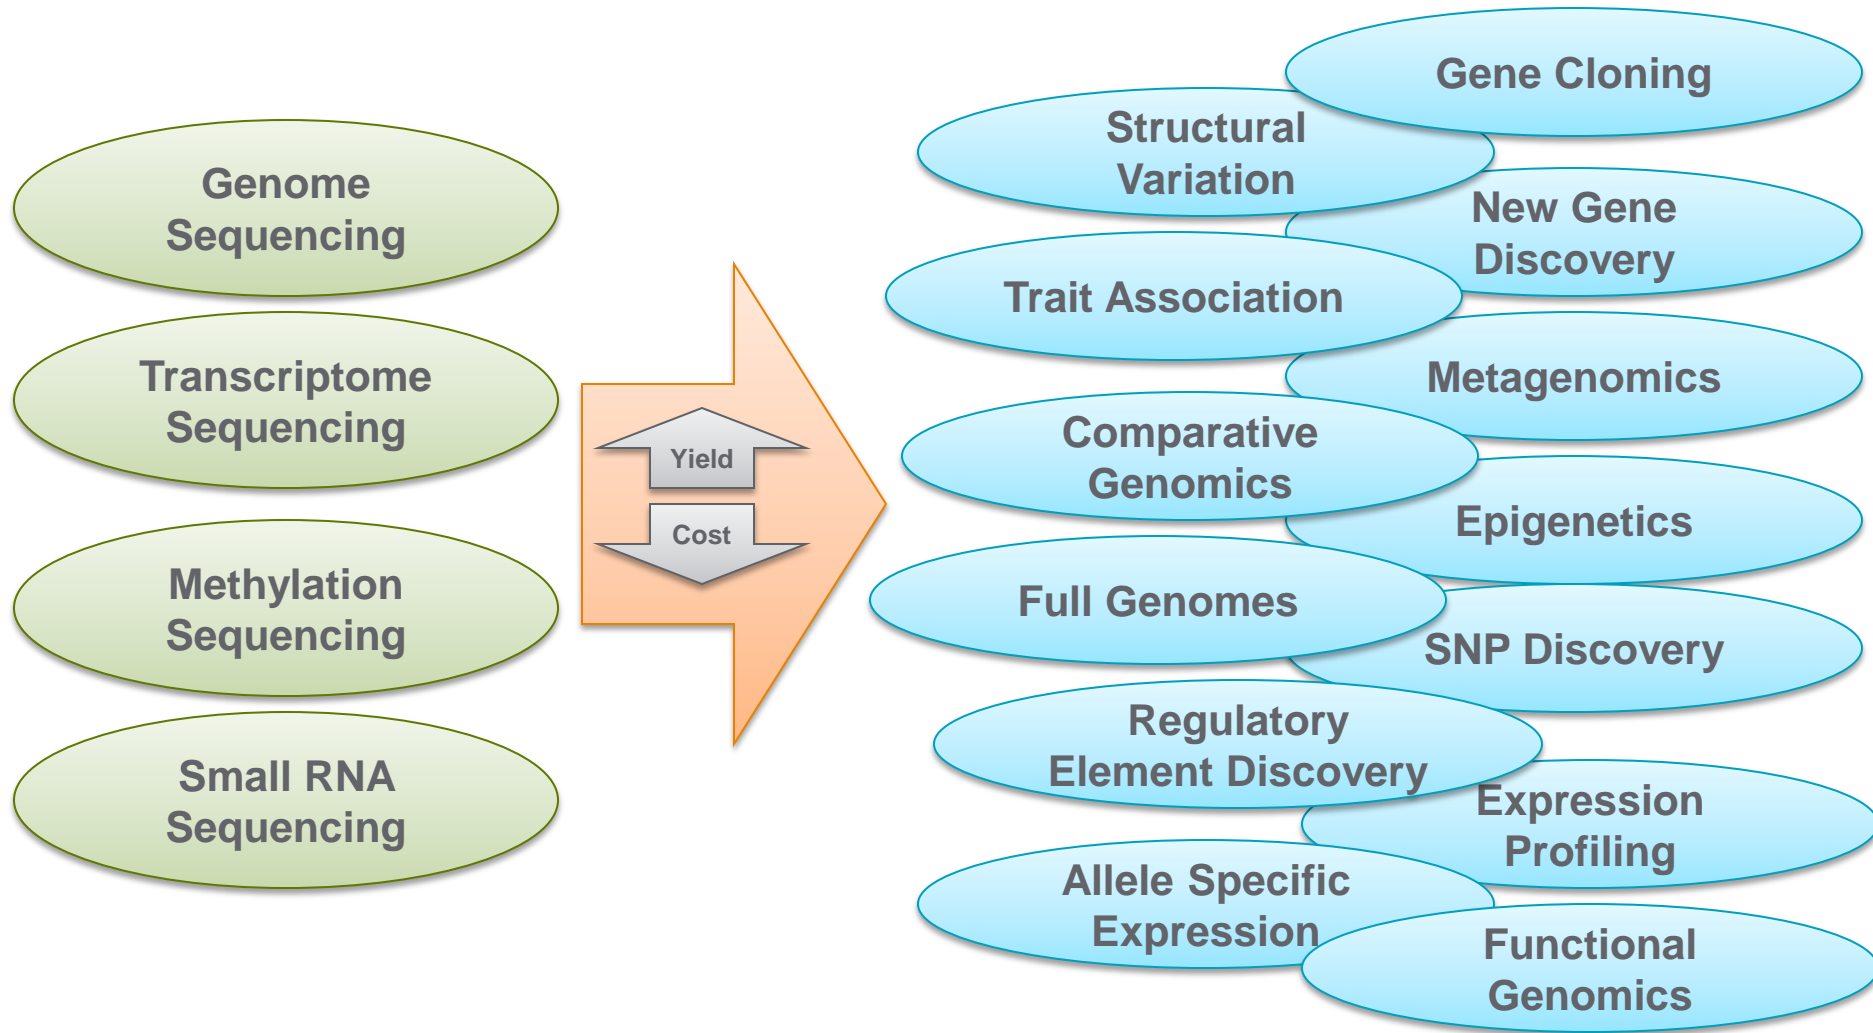 Genome
Sequencing
Transcriptome
Sequencing
Methylation
Sequencing
Small RNA
Sequencing
Yield
Cost
Gene Cloning
Structural
Variation
New Gene
Discovery
Trait Association
Metagenomics
Comparative
Genomics
Epigenetics
Full Genomes
SNP Discovery
Regulatory
Element Discovery
Expression
Profiling
Allele Specific
Expression
Functional
Genomics